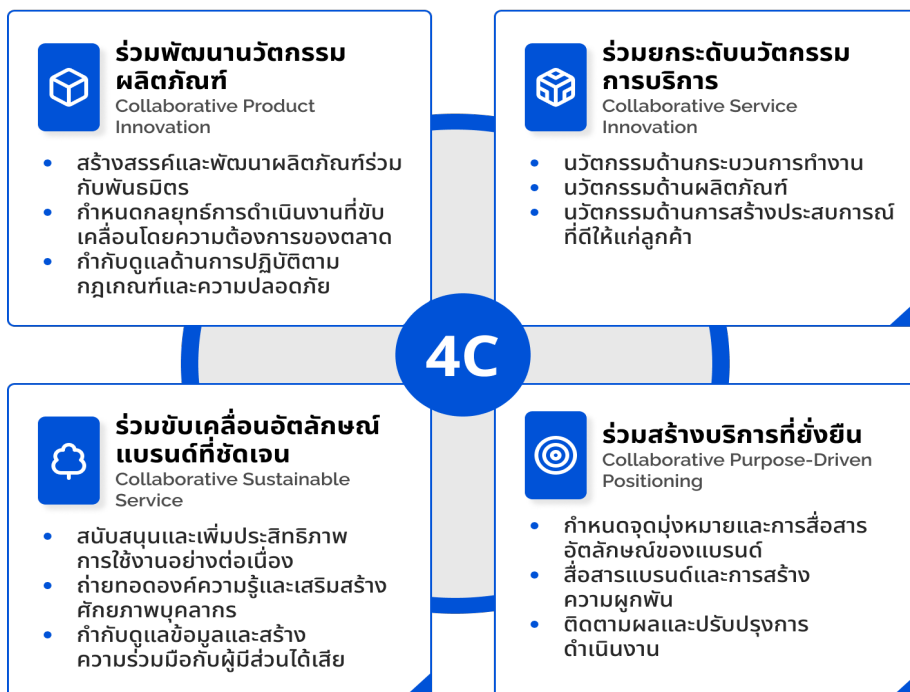 ร่วมพัฒนานวัตกรรม
ผลิตภัณฑ์
Collaborative Product
Innovation
• สร้างสรรค์และพัฒนาผลิตภัณฑ์ร่วม
กับพันธมิตร
• กำหนดกลยุทธ์การดำเนินงานที่ขับ
เคลื่อนโดยความต้องการของตลาด
• กำกับดูแลด้านการปฏิบัติตาม
กฎเกณฑ์และความปลอดภัย
ร่วมยกระดับนวัตกรรม
การบริการ
Collaborative Service
Innovation
• นวัตกรรมด้านกระบวนการทำงาน
• นวัตกรรมด้านผลิตภัณฑ์
• นวัตกรรมด้านการสร้างประสบการณ์
ที่ดีให้แก่ลูกค้า
4C
ร่วมขับเคลื่อนอัตลักษณ์
แบรนด์ที่ชัดเจน
Collaborative Sustainable
Service
• สนับสนุนและเพิ่มประสิทธิภาพ
การใช้งานอย่างต่อเนื่อง
• ถ่ายทอดองค์ความรู้และเสริมสร้าง
ศักยภาพบุคลากร
• กำกับดูแลข้อมูลและสร้าง
ความร่วมมือกับผู้มีส่วนได้เสีย
ร่วมสร้างบริการที่ยั่งยืน
Collaborative Purpose-Driven
Positioning
• กำหนดจุดมุ่งหมายและการสื่อสาร
อัตลักษณ์ของแบรนด์
• สื่อสารแบรนด์และการสร้าง
ความผูกพัน
• ติดตามผลและปรับปรุงการ
ดำเนินงาน